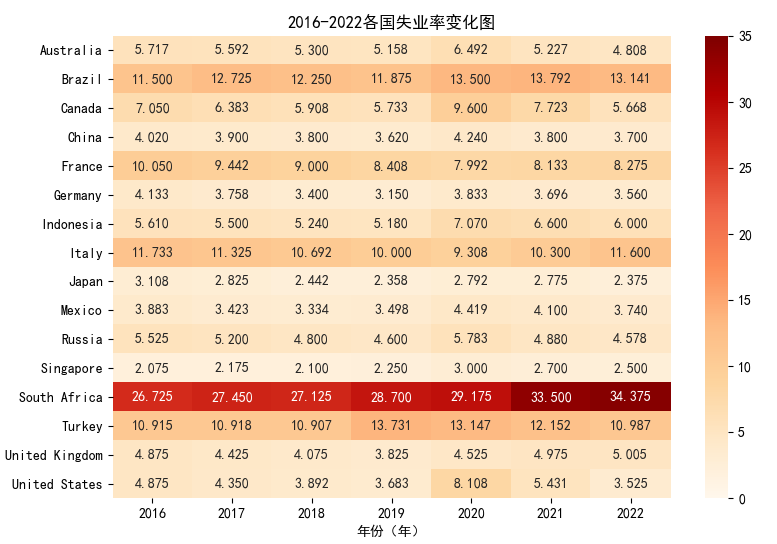 2016-2022各国失业率变化图
Australia 5.717 5.592 5.300 5.158 6.492 5.227 4.808
Brazil 11.500 12.725 12.250 11.875 13.500 13.792 13.141
Canada 7.050 6.383 5.908 5.733 9.600 7.723 5.668
China 4.020 3.900 3.800 3.620 4.240 3.800 3.700
France 10.050 9.442 9.000 8.408 7.992 8.133 8.275
Germany 4.133 3.758 3.400 3.150 3.833 3.696 3.560
Indonesia 5.610 5.500 5.240 5.180 7.070 6.600 6.000
Italy 11.733 11.325 10.692 10.000 9.308 10.300 11.600
Japan 3.108 2.825 2.442 2.358 2.792 2.775 2.375
Mexico 3.883 3.423 3.334 3.498 4.419 4.100 3.740
Russia 5.525 5.200 4.800 4.600 5.783 4.880 4.578
Singapore 2.075 2.175 2.100 2.250 3.000 2.700 2.500
South Africa 26.725 27.450 27.125 28.700 29.175 33.500 34.375
Turkey 10.915 10.918 10.907 13.731 13.147 12.152 10.987
United Kingdom 4.875 4.425 4.075 3.825 4.525 4.975 5.005
United States 4.875 4.350 3.892 3.683 8.108 5.431 3.525
2016 2017 2018 2019 2020 2021 2022
年份（年）
35
30
25
20
15
10
5
0